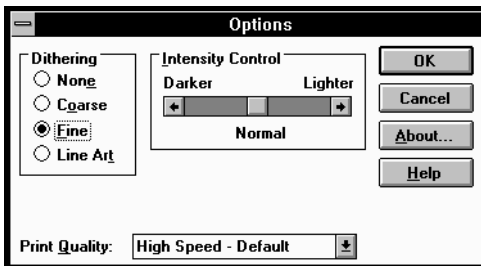 Options
Dithering
None
Coarse
Fine
Line Art
Intensity Control
Darker Lighter
Normal
OK
Cancel
About...
Help
Print Quality: High Speed - Default